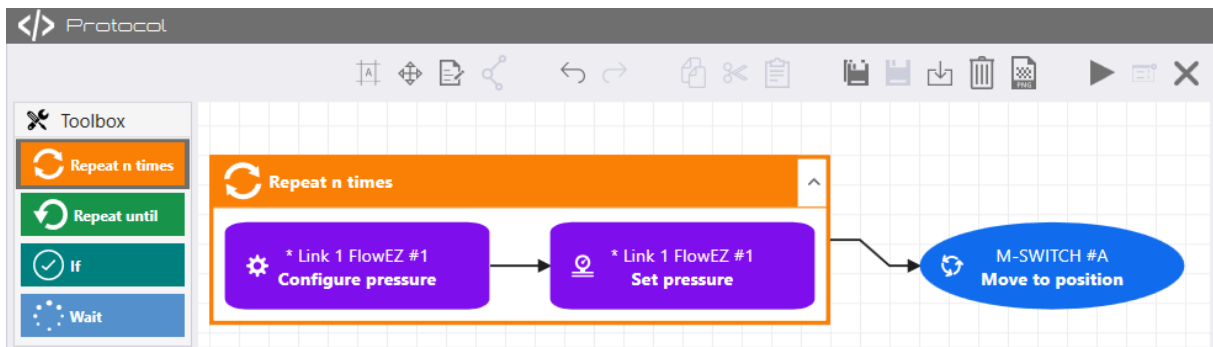 </> Protocol
A
PNG
Toolbox
Repeat n times
Repeat until
If
Wait
Repeat n times
* Link 1 FlowEZ #1
Configure pressure
* Link 1 FlowEZ #1
Set pressure
M-SWITCH #A
Move to position